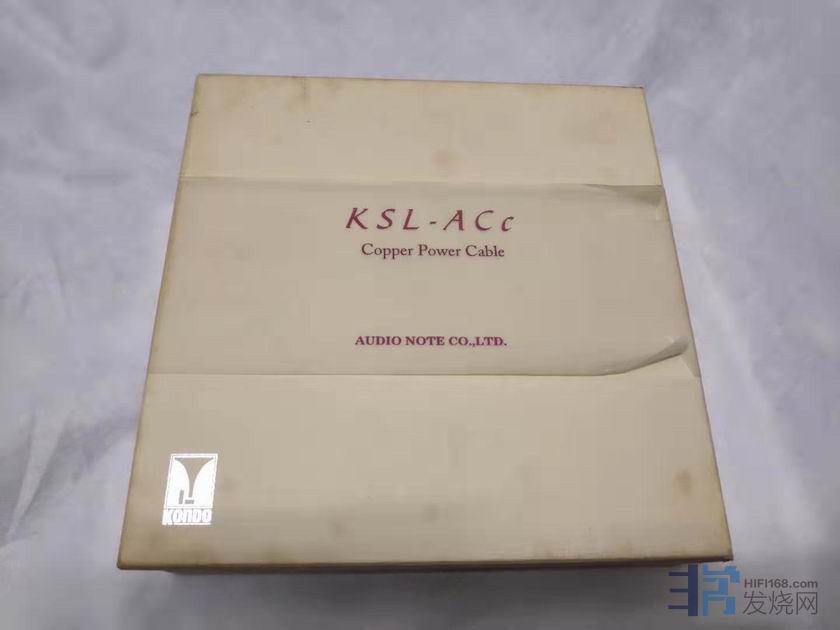 KSL-ACc
Copper Power Cable
AUDIO NOTE CO.,LTD.
KONDO
HIFI168.com
发烧网